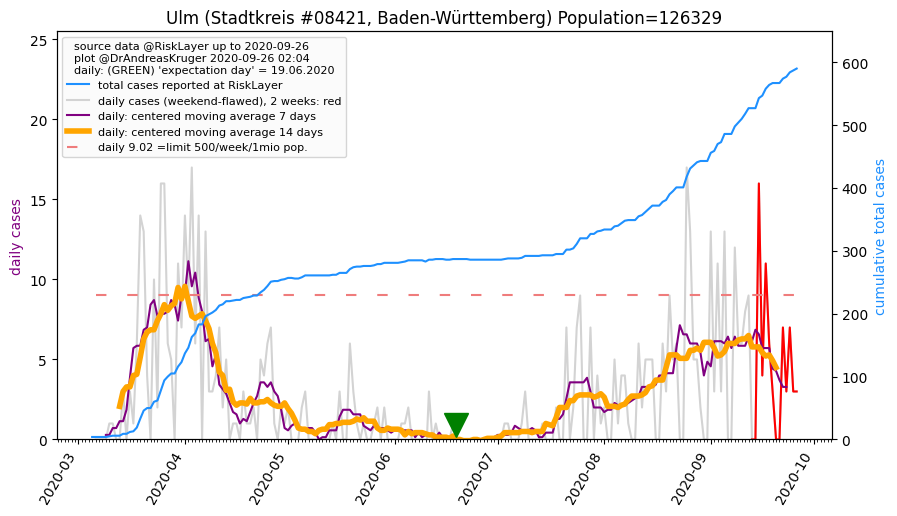 Ulm (Stadtkreis #08421, Baden-Württemberg) Population=126329
source data @RiskLayer up to 2020-09-26
plot @DrAndreasKruger 2020-09-26 02:04
daily: (GREEN) 'expectation day' = 19.06.2020
total cases reported at RiskLayer
daily cases (weekend-flawed), 2 weeks: red
daily: centered moving average 7 days
daily: centered moving average 14 days
daily 9.02 =limit 500/week/1mio pop.
daily cases
25
20
15
10
5
0
cumulative total cases
600
500
400
300
200
100
0
2020-03
2020-04
2020-05
2020-06
2020-07
2020-08
2020-09
2020-10